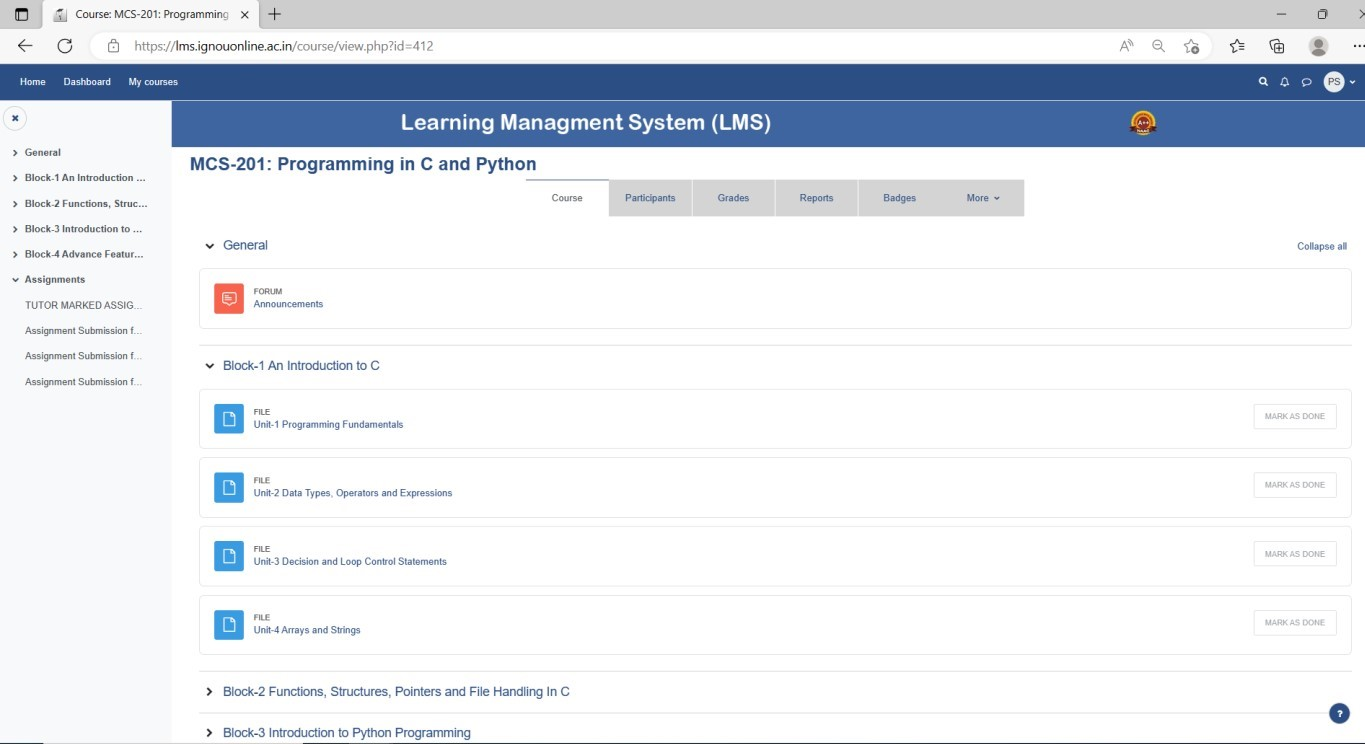 Course: MCS-201: Programming
https://lms.ignouonline.ac.in/course/view.php?id=412
Home Dashboard My courses
PS
Learning Managment System (LMS)
A++
NAAC
General
Block-1 An Introduction ...
Block-2 Functions, Struc...
Block-3 Introduction to ...
Block-4 Advance Featur...
Assignments
TUTOR MARKED ASSIG...
Assignment Submission f...
Assignment Submission f...
Assignment Submission f...
MCS-201: Programming in C and Python
Course Participants Grades Reports Badges More
General
Collapse all
FORUM
Announcements
Block-1 An Introduction to C
FILE
Unit-1 Programming Fundamentals
MARK AS DONE
FILE
Unit-2 Data Types, Operators and Expressions
MARK AS DONE
FILE
Unit-3 Decision and Loop Control Statements
MARK AS DONE
FILE
Unit-4 Arrays and Strings
MARK AS DONE
Block-2 Functions, Structures, Pointers and File Handling In C
Block-3 Introduction to Python Programming
?